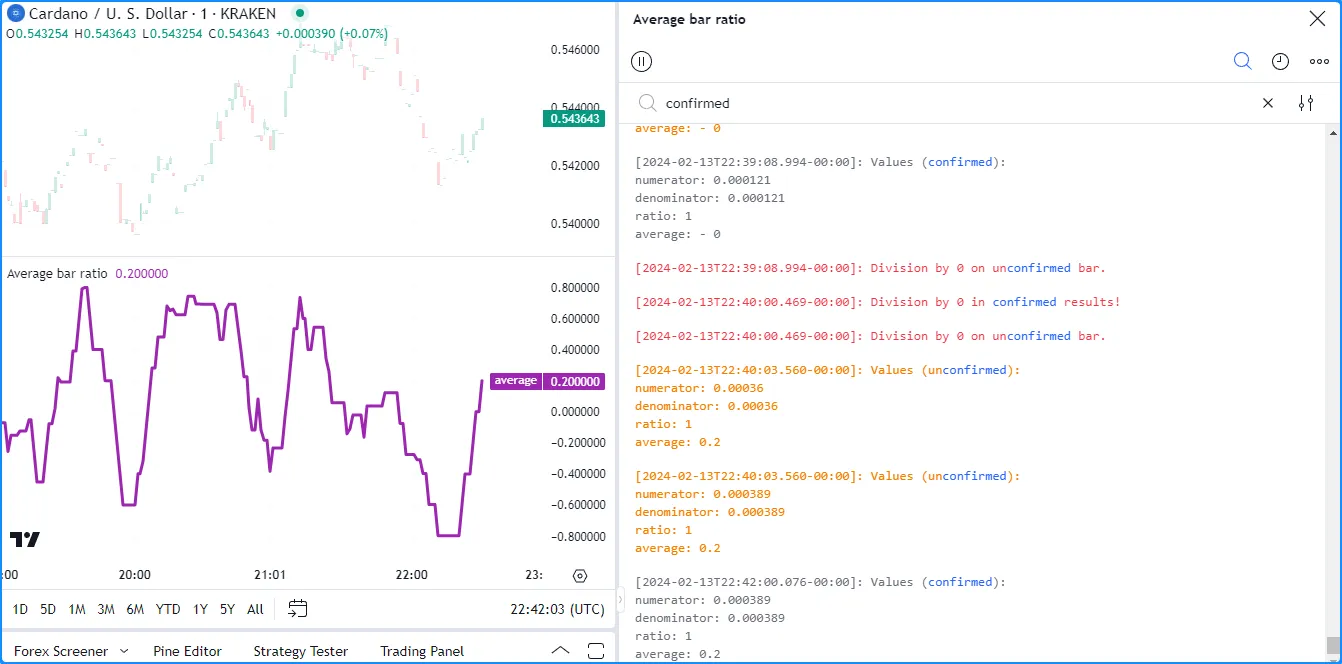 Cardano / U. S. Dollar · 1 · KRAKEN
O0.543254 H0.543643 L0.543254 C0.543643 +0.000390 (+0.07%)
0.546000
0.544000
0.543643
0.542000
0.540000
Average bar ratio 0.200000
0.800000
0.600000
0.400000
average 0.200000
0.000000
−0.200000
−0.400000
−0.600000
−0.800000
:00 20:00 21:01 22:00 23:
1D 5D 1M 3M 6M YTD 1Y 5Y All 22:42:03 (UTC)
Forex Screener Pine Editor Strategy Tester Trading Panel
Average bar ratio
confirmed
average: - 0
[2024-02-13T22:39:08.994-00:00]: Values (confirmed):
numerator: 0.000121
denominator: 0.000121
ratio: 1
average: - 0
[2024-02-13T22:39:08.994-00:00]: Division by 0 on unconfirmed bar.
[2024-02-13T22:40:00.469-00:00]: Division by 0 in confirmed results!
[2024-02-13T22:40:00.469-00:00]: Division by 0 on unconfirmed bar.
[2024-02-13T22:40:03.560-00:00]: Values (unconfirmed):
numerator: 0.00036
denominator: 0.00036
ratio: 1
average: 0.2
[2024-02-13T22:40:03.560-00:00]: Values (unconfirmed):
numerator: 0.000389
denominator: 0.000389
ratio: 1
average: 0.2
[2024-02-13T22:42:00.076-00:00]: Values (confirmed):
numerator: 0.000389
denominator: 0.000389
ratio: 1
average: 0.2